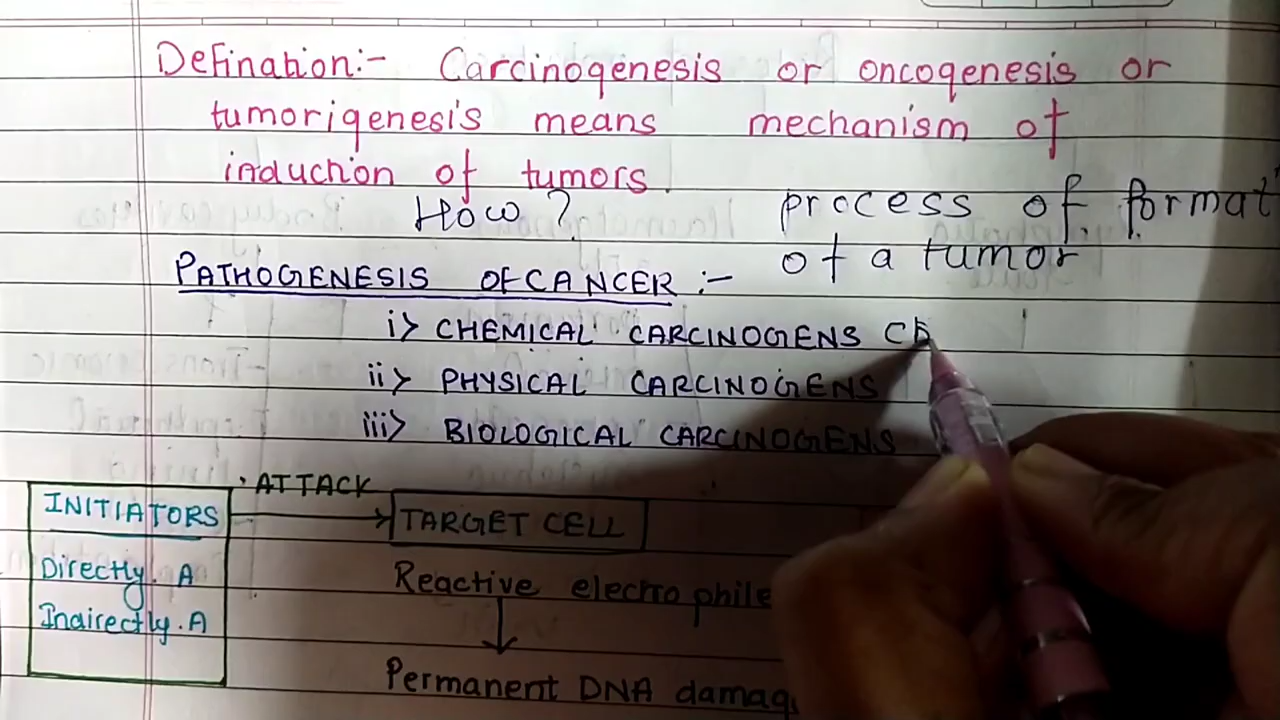 Defination:- Carcinogenesis or oncogenesis or
tumorigenesis means mechanism of
induction of tumors.
How ? process of format
of a tumor
PATHOGENESIS OF CANCER :-
i> CHEMICAL CARCINOGENS
ii> PHYSICAL CARCINOGENS
iii> BIOLOGICAL CARCINOGENS
ATTACK
INITIATORS TARGET CELL
Directly. A Reactive electrophile
Indirectly. A
Permanent DNA damag